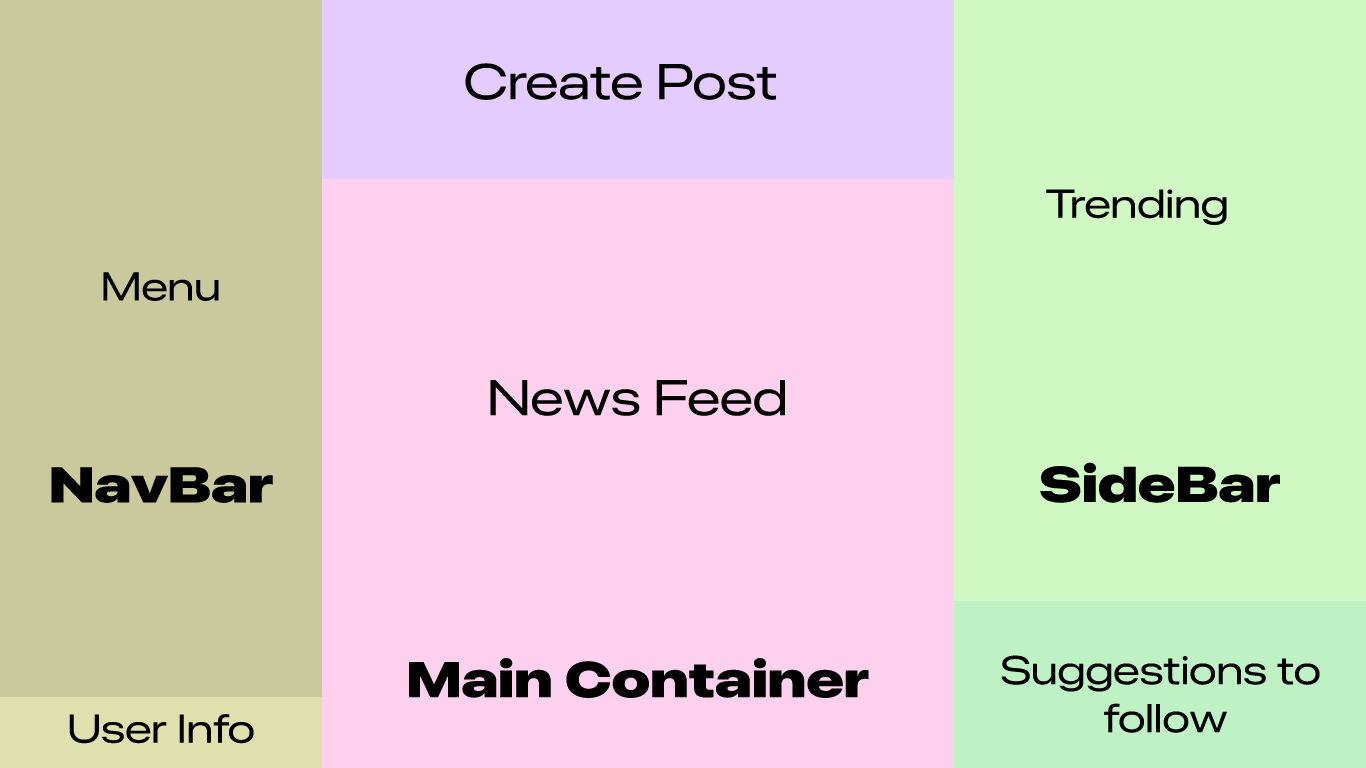 Menu
NavBar
User Info
Create Post
News Feed
Main Container
Trending
SideBar
Suggestions to
follow